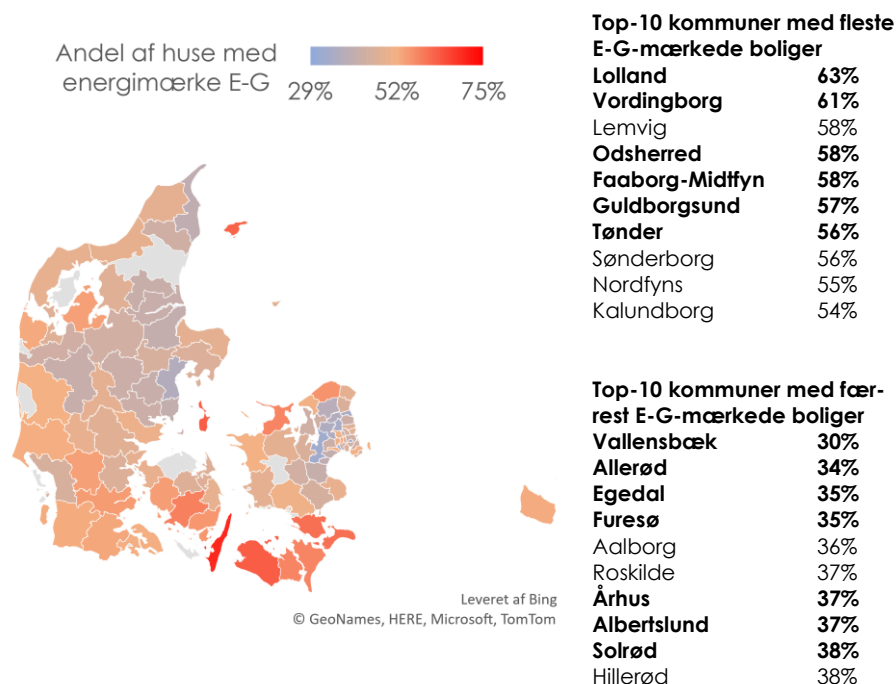 Andel af huse med
energimærke E-G
29%
52%
75%
Leveret af Bing
© GeoNames, HERE, Microsoft, TomTom
Top-10 kommuner med fleste
E-G-mærkede boliger
Lolland 63%
Vordingborg 61%
Lemvig 58%
Odsherred 58%
Faaborg-Midtfyn 58%
Guldborgsund 57%
Tønder 56%
Sønderborg 56%
Nordfyns 55%
Kalundborg 54%
Top-10 kommuner med fær-
rest E-G-mærkede boliger
Vallensbæk 30%
Allerød 34%
Egedal 35%
Furesø 35%
Aalborg 36%
Roskilde 37%
Århus 37%
Albertslund 37%
Solrød 38%
Hillerød 38%